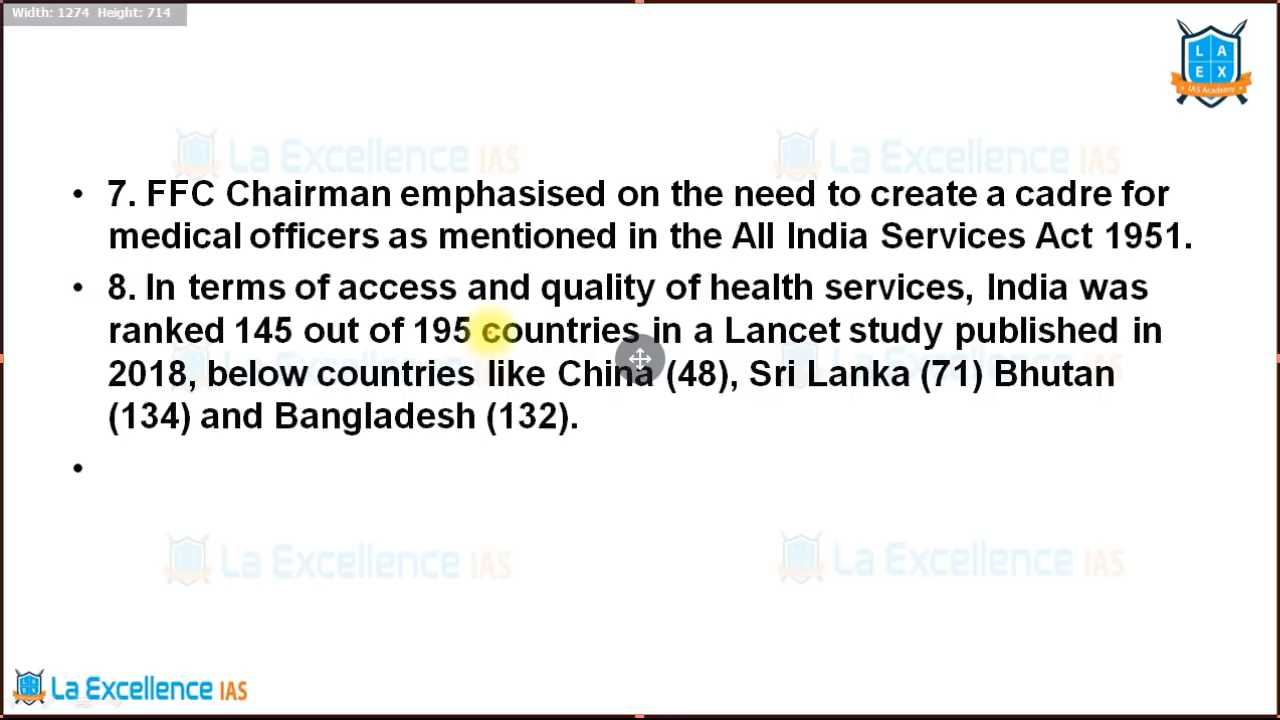 Width: 1274 Height: 714
L A
E X
IAS Academy
La Excellence IAS
La Excellence IAS
• 7. FFC Chairman emphasised on the need to create a cadre for
medical officers as mentioned in the All India Services Act 1951.
• 8. In terms of access and quality of health services, India was
ranked 145 out of 195 countries in a Lancet study published in
2018, below countries like China (48), Sri Lanka (71) Bhutan
(134) and Bangladesh (132).
•
La Excellence IAS
La Excellence IAS
La Excellence IAS